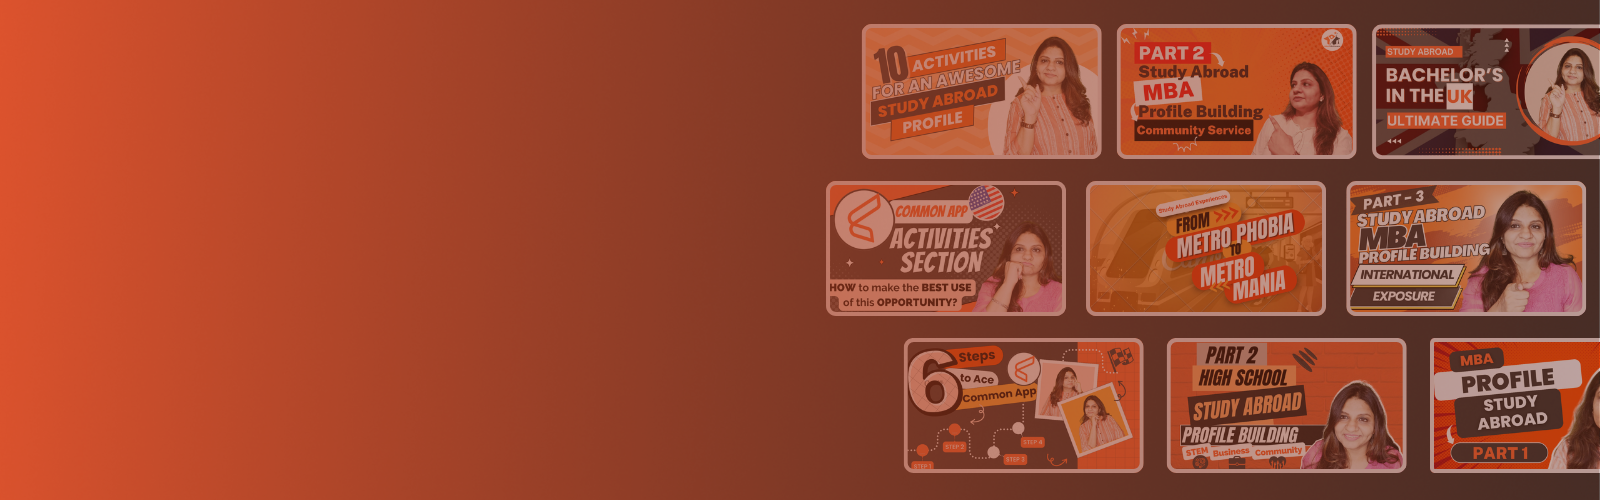 10 ACTIVITIES
FOR AN AWESOME
STUDY ABROAD
PROFILE
PART 2
Study Abroad
MBA
Profile Building
Community Service
STUDY ABROAD
BACHELOR'S
IN THE UK
ULTIMATE GUIDE
COMMON APP
ACTIVITIES
SECTION
HOW to make the BEST USE
of this OPPORTUNITY?
Study Abroad Experiences
FROM
METRO PHOBIA
TO
METRO
MANIA
PART - 3
STUDY ABROAD
MBA
PROFILE BUILDING
INTERNATIONAL
EXPOSURE
6 Steps
to Ace
Common App
STEP 1
STEP 2
STEP 3
STEP 4
PART 2
HIGH SCHOOL
STUDY ABROAD
PROFILE BUILDING
STEM Business Community
MBA
PROFILE
STUDY
ABROAD
PART 1